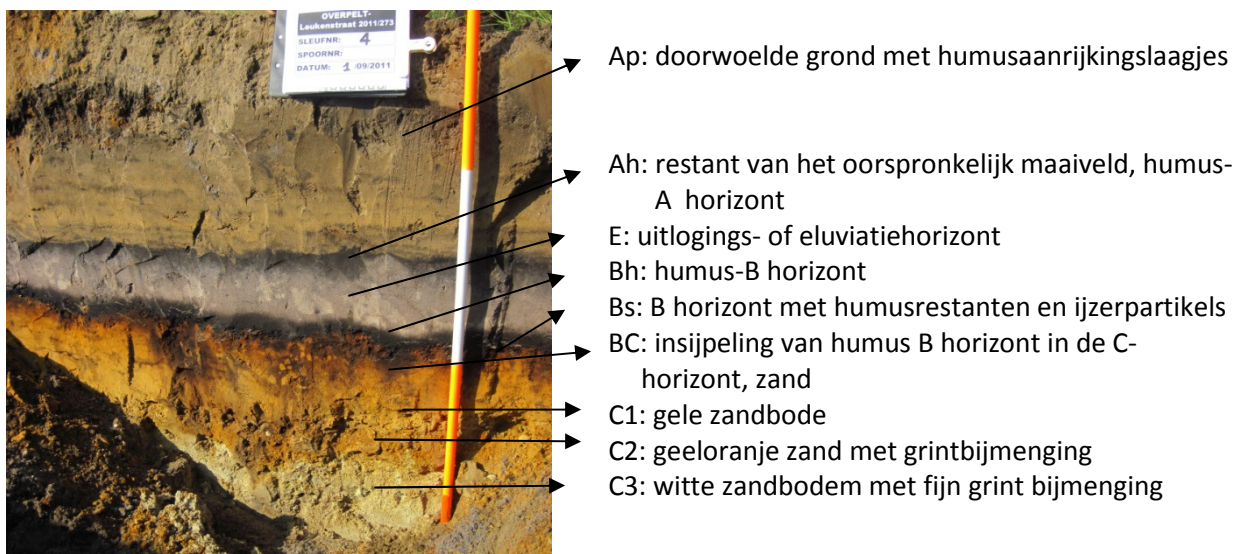 OVERPELT-
Leukenstraat 2011/273
SLEUFNR: 4
SPOORNR:
DATUM: 1 /09/2011
Ap: doorwoelde grond met humusaanrijkingslaagjes
Ah: restant van het oorspronkelijk maaiveld, humus-
A horizont
E: uitlogings- of eluviatiehorizont
Bh: humus-B horizont
Bs: B horizont met humusrestanten en ijzerpartikels
BC: insijpeling van humus B horizont in de C-
horizont, zand
C1: gele zandbode
C2: geeloranje zand met grintbijmenging
C3: witte zandbodem met fijn grint bijmenging